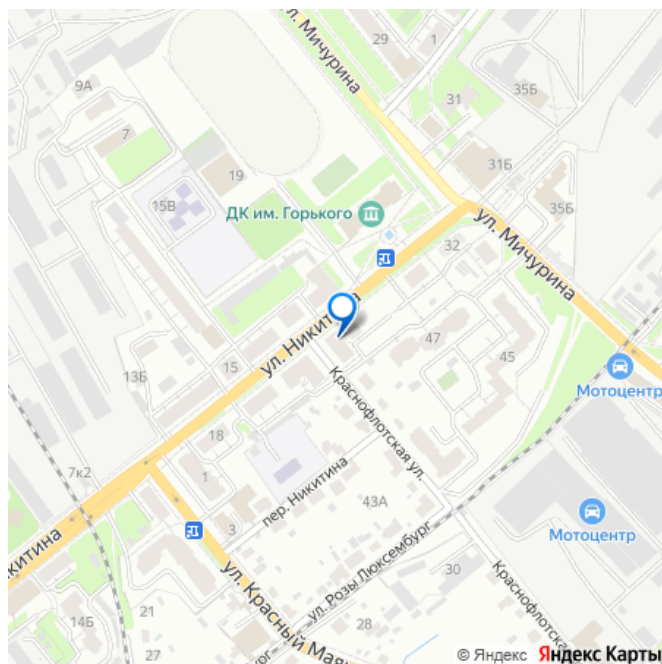 29
1
ул. Мичурина
9А
31
35Б
7
19
31Б
15В
ДК им. Горького
35Б
ул. Мичурина
32
ул. Никитина
47
45
15
13Б
Мотоцентр
Краснофлотская ул.
18
7к2
1
пер. Никитина
43А
Мотоцентр
3
китина
ул. Розы Люксембург
30
ул. Красный Маяк
Краснофлотская
21
14Б
28
27
© Яндекс Яндекс Карты